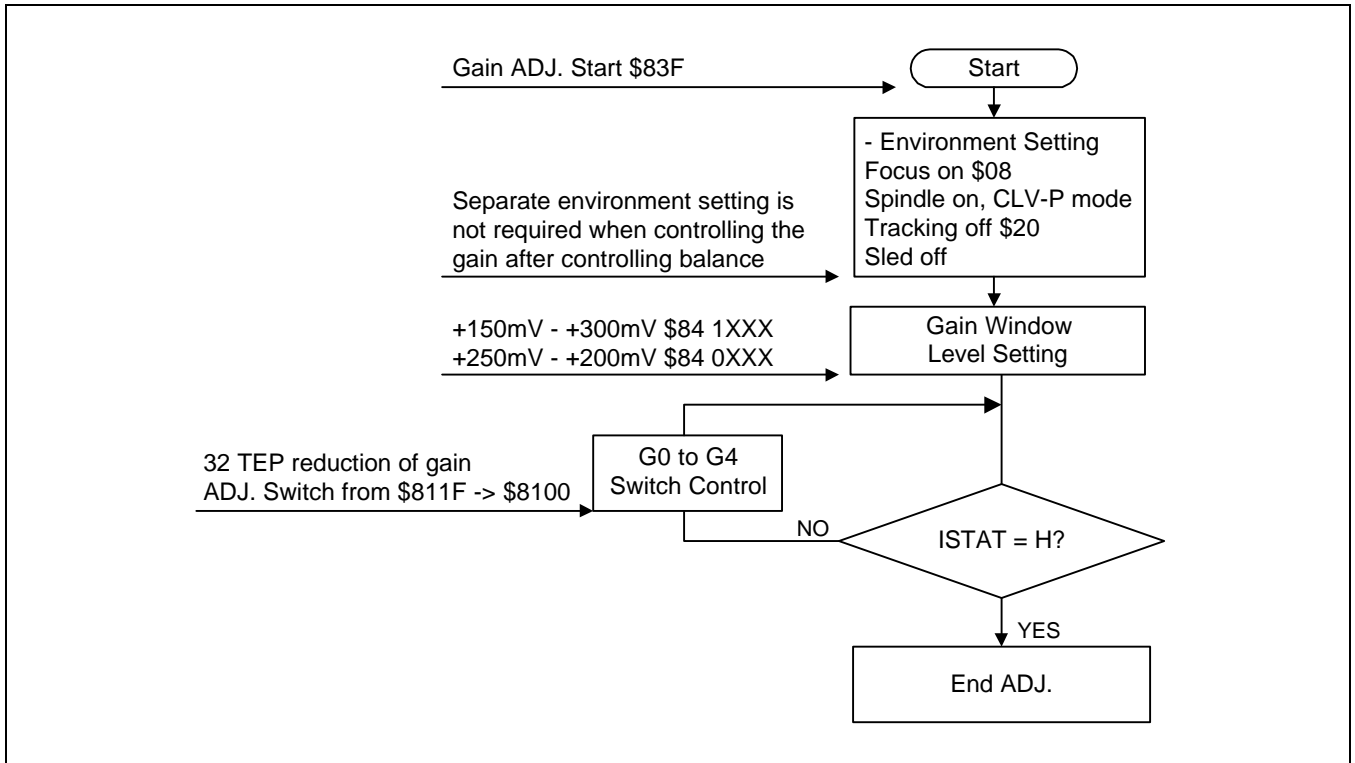 Gain ADJ. Start $83F
Start
- Environment Setting
Focus on $08
Spindle on, CLV-P mode
Tracking off $20
Sled off
Separate environment setting is
not required when controlling the
gain after controlling balance
+150mV - +300mV $84 1XXX
+250mV - +200mV $84 0XXX
Gain Window
Level Setting
32 TEP reduction of gain
ADJ. Switch from $811F -> $8100
G0 to G4
Switch Control
NO
ISTAT = H?
YES
End ADJ.